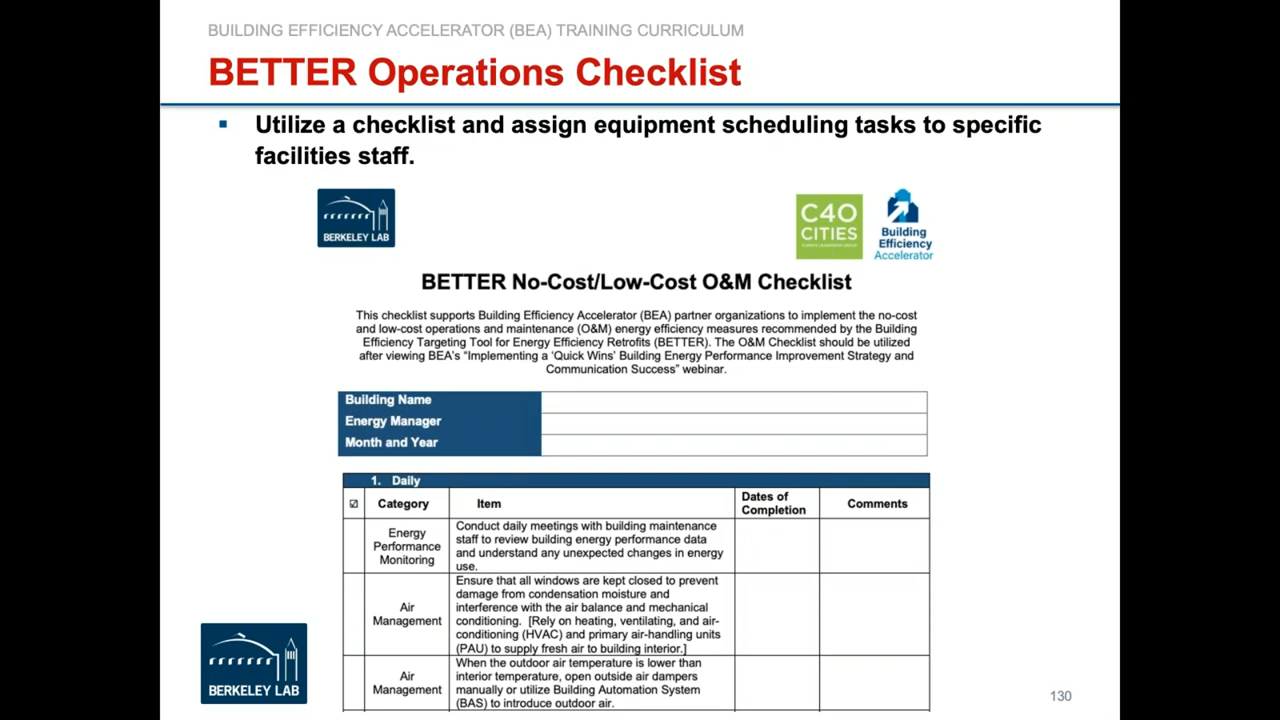 BUILDING EFFICIENCY ACCELERATOR (BEA) TRAINING CURRICULUM
BETTER Operations Checklist
▪ Utilize a checklist and assign equipment scheduling tasks to specific
facilities staff.
BERKELEY LAB
C40
CITIES
Building
Efficiency
Accelerator
BETTER No-Cost/Low-Cost O&M Checklist
This checklist supports Building Efficiency Accelerator (BEA) partner organizations to implement the no-cost
and low-cost operations and maintenance (O&M) energy efficiency measures recommended by the Building
Efficiency Targeting Tool for Energy Efficiency Retrofits (BETTER). The O&M Checklist should be utilized
after viewing BEA's "Implementing a 'Quick Wins' Building Energy Performance Improvement Strategy and
Communication Success" webinar.
Building Name
Energy Manager
Month and Year
1. Daily
☑ Category Item Dates of Completion Comments
Energy
Performance
Monitoring
Conduct daily meetings with building maintenance
staff to review building energy performance data
and understand any unexpected changes in energy
use.
Air
Management
Ensure that all windows are kept closed to prevent
damage from condensation moisture and
interference with the air balance and mechanical
conditioning. [Rely on heating, ventilating, and air-
conditioning (HVAC) and primary air-handling units
(PAU) to supply fresh air to building interior.]
Air
Management
When the outdoor air temperature is lower than
interior temperature, open outside air dampers
manually or utilize Building Automation System
(BAS) to introduce outdoor air.
BERKELEY LAB
130